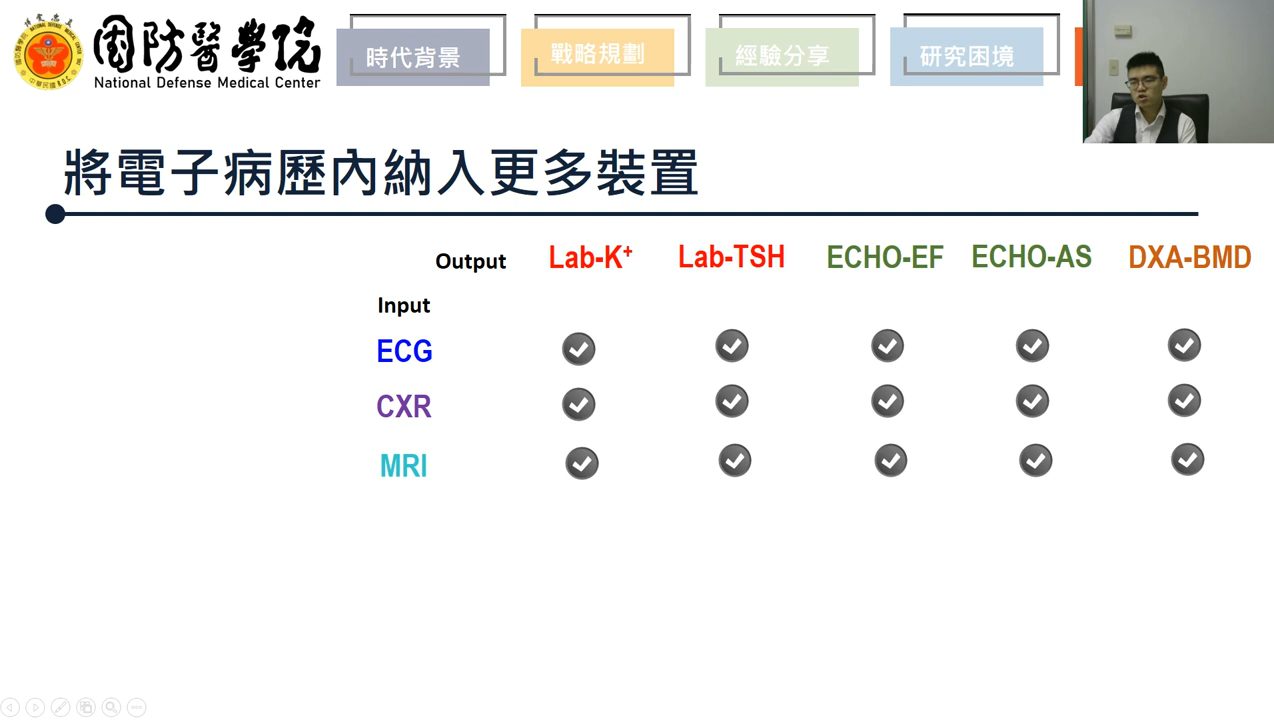 國防醫學院
National Defense Medical Center
時代背景
戰略規劃
經驗分享
研究困境
將電子病歷內納入更多裝置
Output Lab-K⁺ Lab-TSH ECHO-EF ECHO-AS DXA-BMD
Input
ECG
CXR
MRI